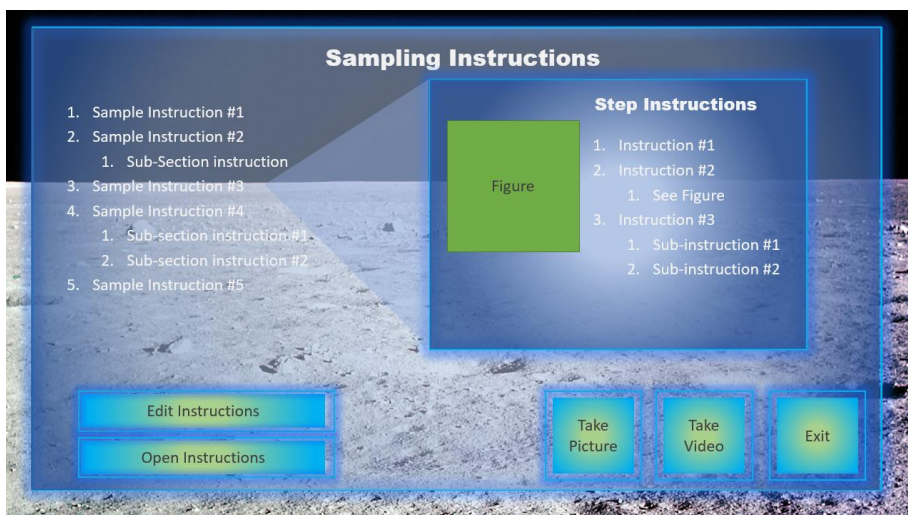 Sampling Instructions
1. Sample Instruction #1
2. Sample Instruction #2
1. Sub-Section instruction
3. Sample Instruction #3
4. Sample Instruction #4
1. Sub-section instruction #1
2. Sub-section instruction #2
5. Sample Instruction #5
Step Instructions
Figure
1. Instruction #1
2. Instruction #2
1. See Figure
3. Instruction #3
1. Sub-instruction #1
2. Sub-instruction #2
Edit Instructions
Open Instructions
Take
Picture
Take
Video
Exit